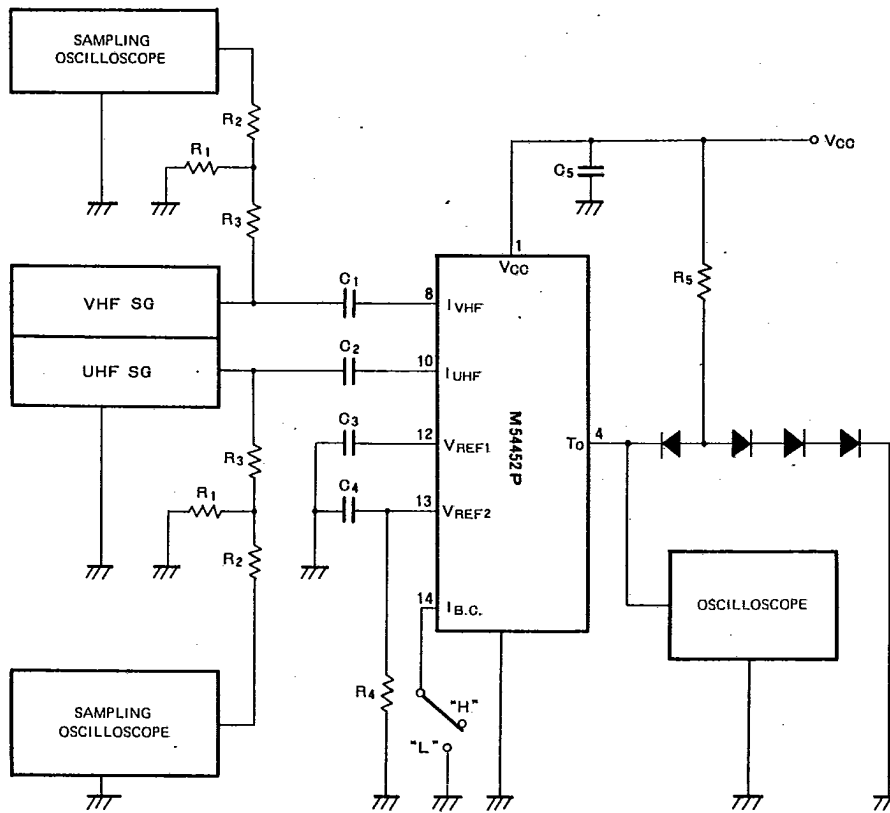 SAMPLING
OSCILLOSCOPE
R2
R1
R3
VCC
C5
1
VCC
R5
VHF SG
UHF SG
C1
8
IVHF
C2
10
IUHF
C3
12
VREF1
C4
13
VREF2
14
IB.C.
M54452P
TO
4
R3
R1
R2
R4
"H"
"L"
OSCILLOSCOPE
SAMPLING
OSCILLOSCOPE